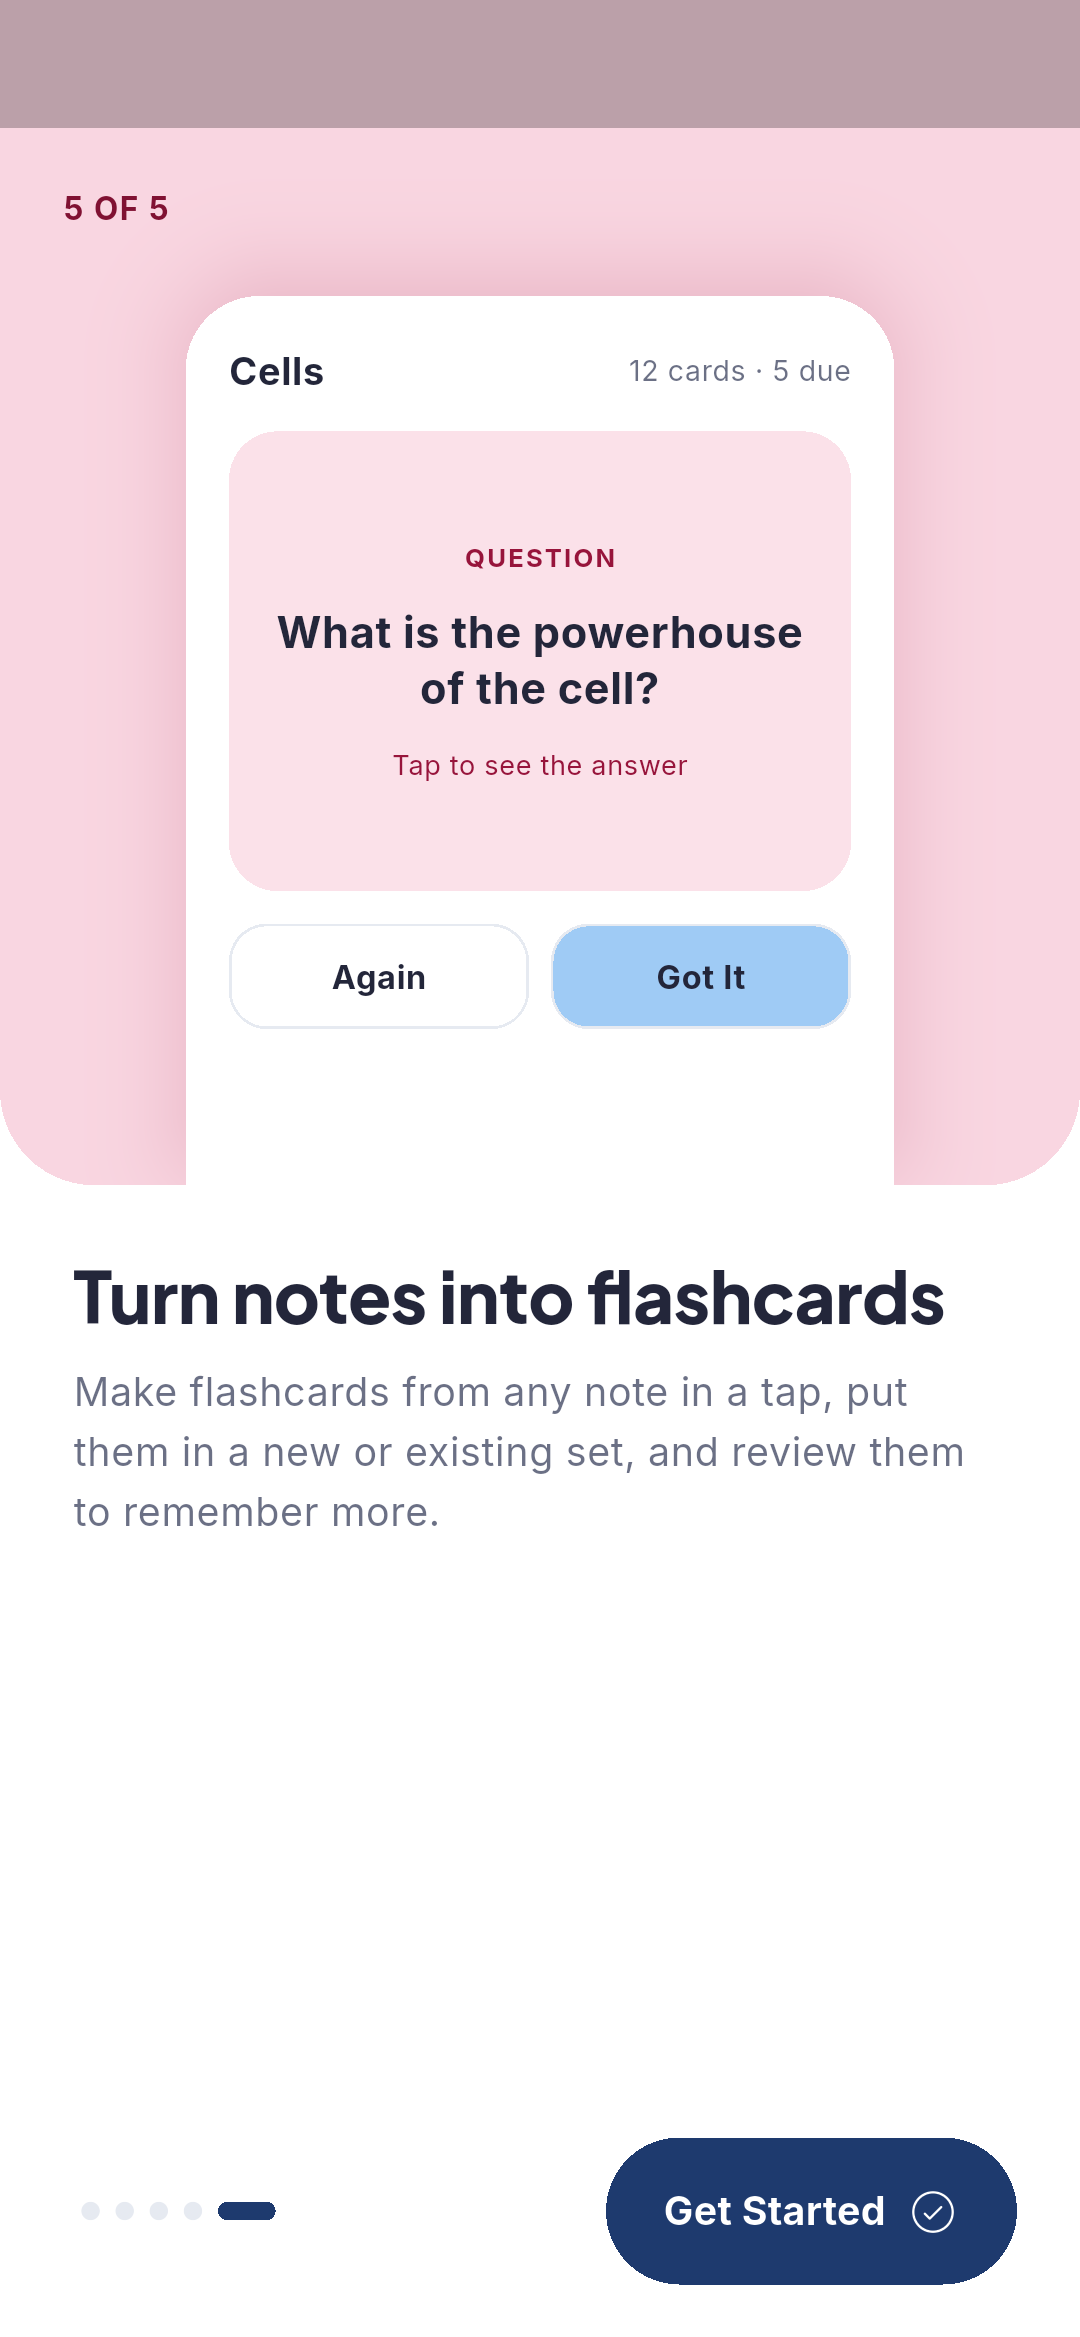 5 OF 5
Cells
12 cards · 5 due
QUESTION
What is the powerhouse
of the cell?
Tap to see the answer
Again
Got It
Turn notes into flashcards
Make flashcards from any note in a tap, put
them in a new or existing set, and review them
to remember more.
Get Started